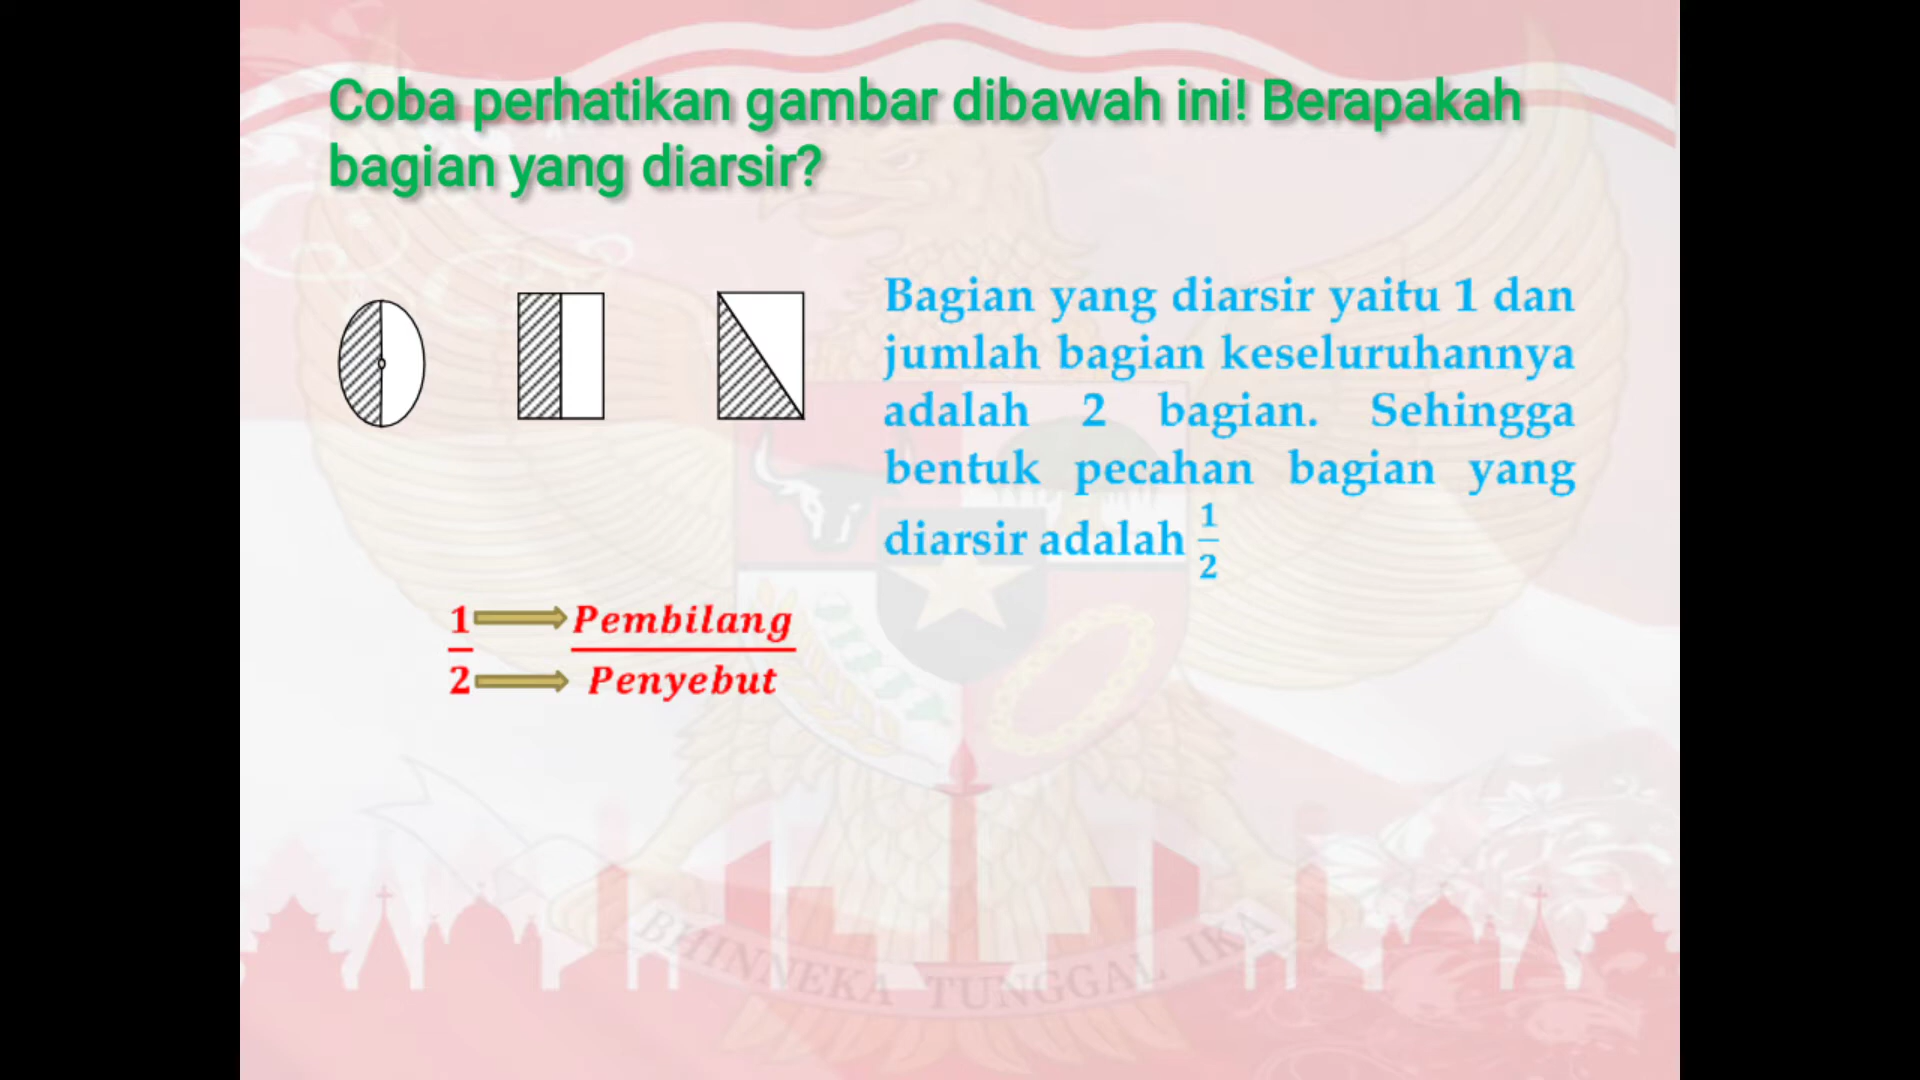 Coba perhatikan gambar dibawah ini! Berapakah
bagian yang diarsir?
Bagian yang diarsir yaitu 1 dan
jumlah bagian keseluruhannya
adalah 2 bagian. Sehingga
bentuk pecahan bagian yang
diarsir adalah 1/2
1 Pembilang
2 Penyebut
BHINNEKA TUNGGAL IKA